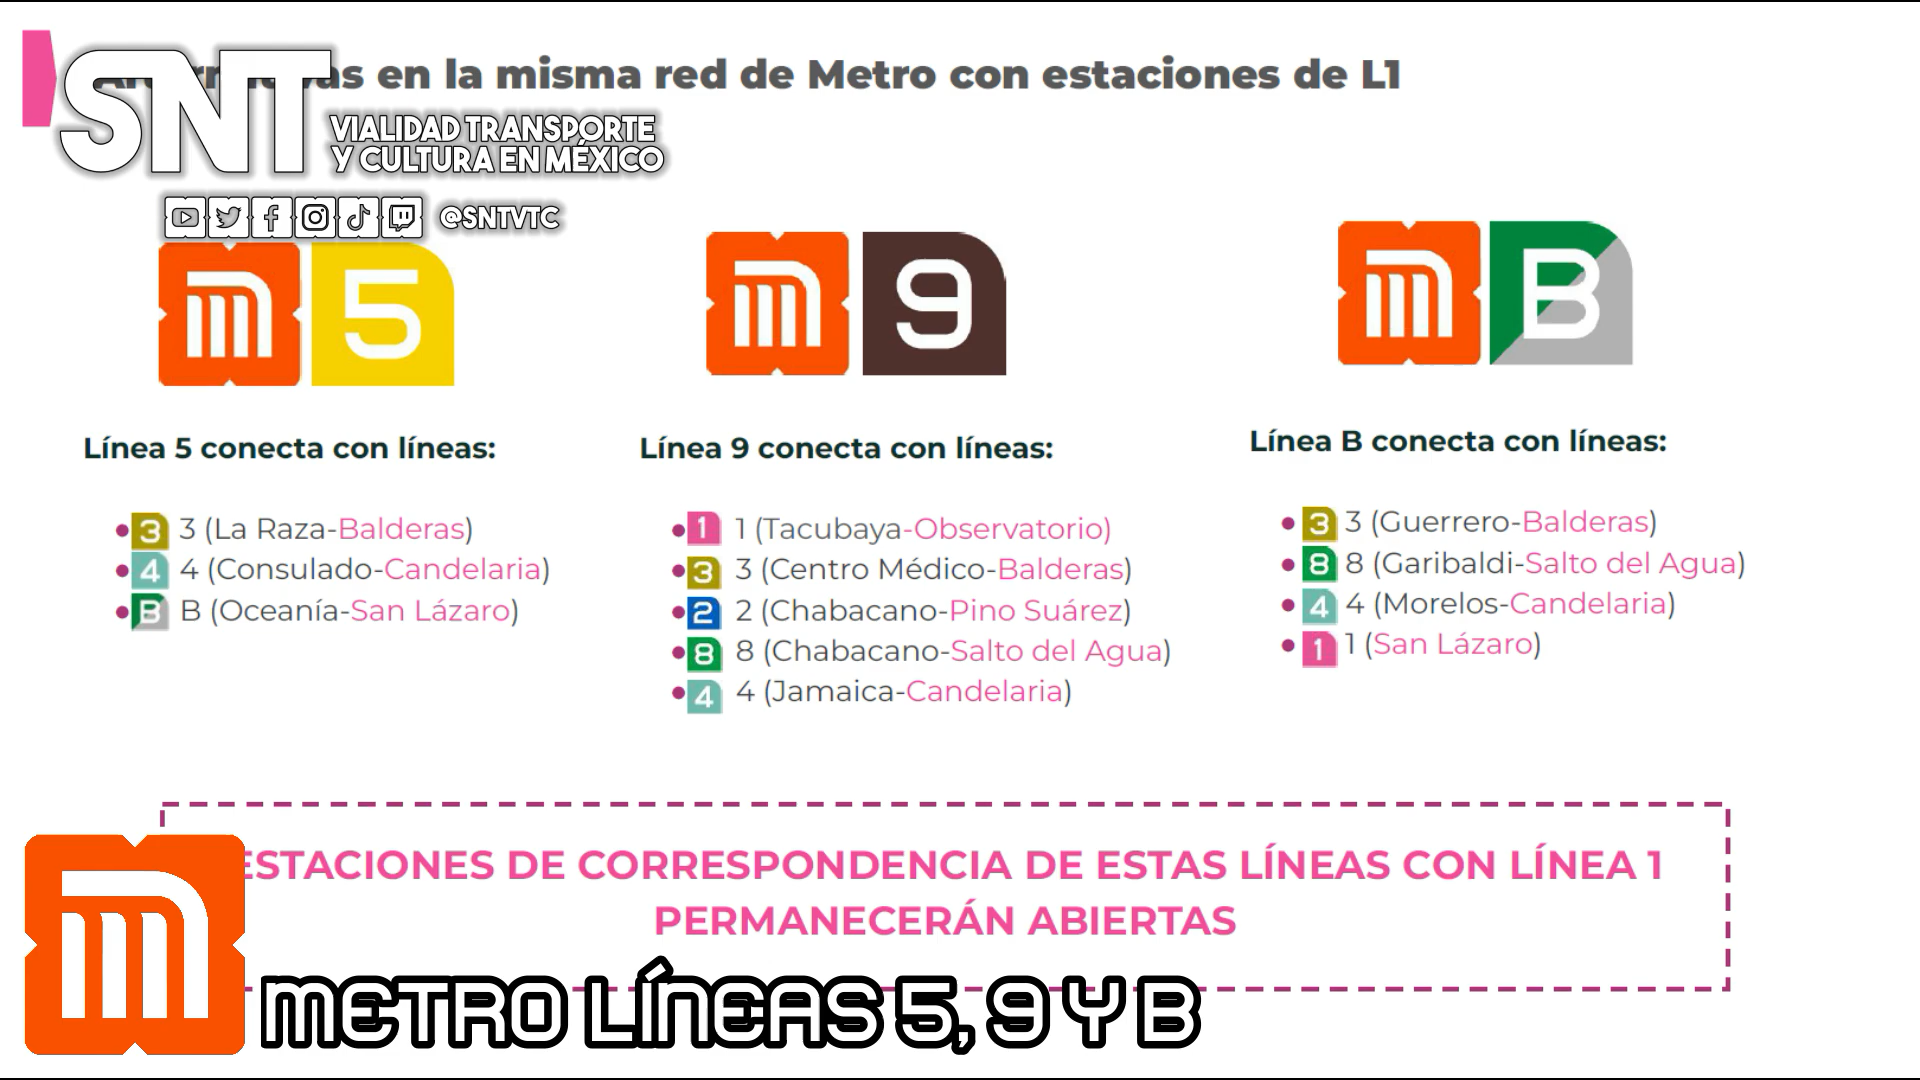 as en la misma red de Metro con estaciones de L1
SNT
VIALIDAD TRANSPORTE
Y CULTURA EN MÉXICO
@SNTVTC
5
9
B
Línea 5 conecta con líneas:
3 3 (La Raza-Balderas)
4 4 (Consulado-Candelaria)
B B (Oceanía-San Lázaro)
Línea 9 conecta con líneas:
1 1 (Tacubaya-Observatorio)
3 3 (Centro Médico-Balderas)
2 2 (Chabacano-Pino Suárez)
8 8 (Chabacano-Salto del Agua)
4 4 (Jamaica-Candelaria)
Línea B conecta con líneas:
3 3 (Guerrero-Balderas)
8 8 (Garibaldi-Salto del Agua)
4 4 (Morelos-Candelaria)
1 1 (San Lázaro)
ESTACIONES DE CORRESPONDENCIA DE ESTAS LÍNEAS CON LÍNEA 1
PERMANECERÁN ABIERTAS
METRO LÍNEAS 5, 9 Y B